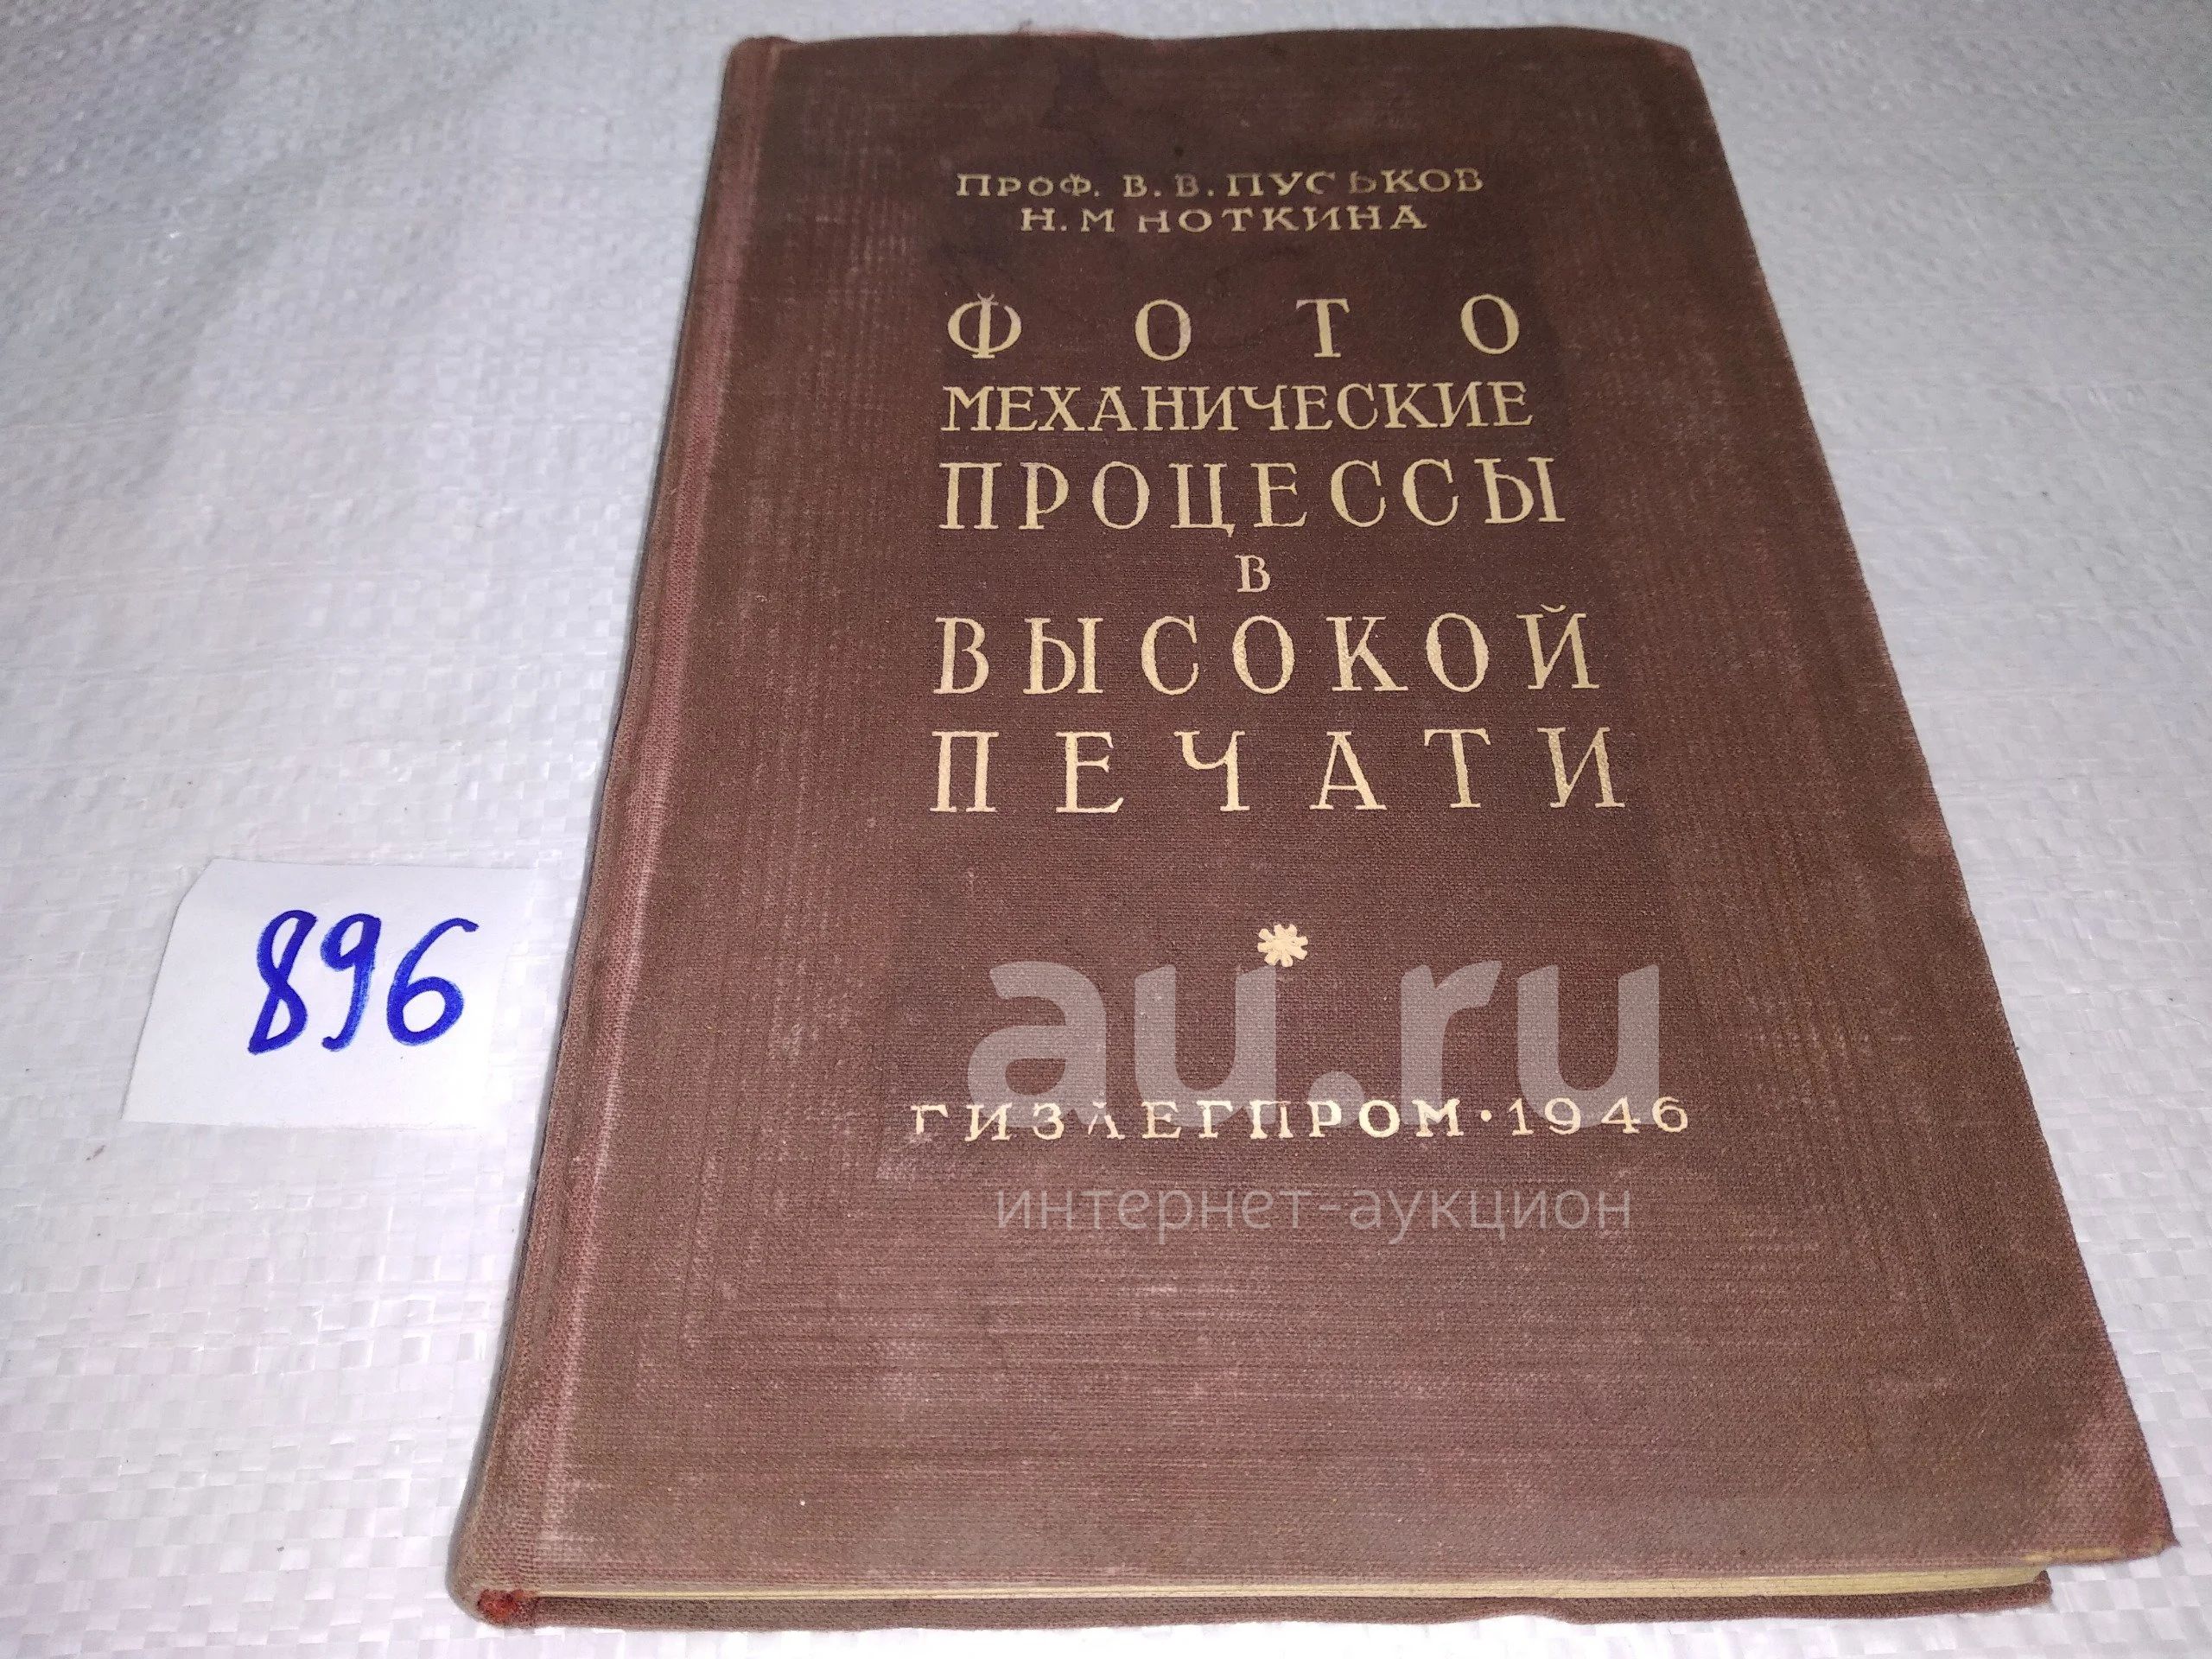 ПРОФ. В. В. ПУСЬКОВ
Н. М НОТКИНА
ФОТО
МЕХАНИЧЕСКИЕ
ПРОЦЕССЫ
В
ВЫСОКОЙ
ПЕЧАТИ
896
au.ru
ГИЗЛЕГПРОМ · 1946
интернет-аукцион